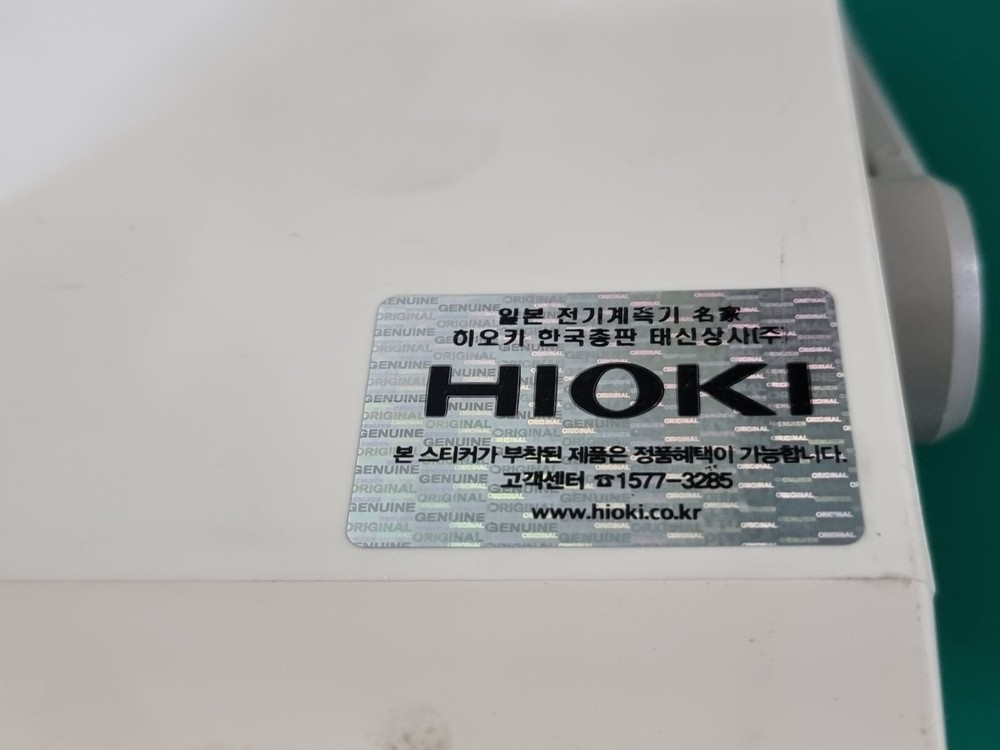 일본 전기계측기 名家
히오키 한국총판 태신상사(주)
HIOKI
본 스티커가 부착된 제품은 정품혜택이 가능합니다.
고객센터 ☎1577-3285
www.hioki.co.kr
GENUINE
ORIGINAL